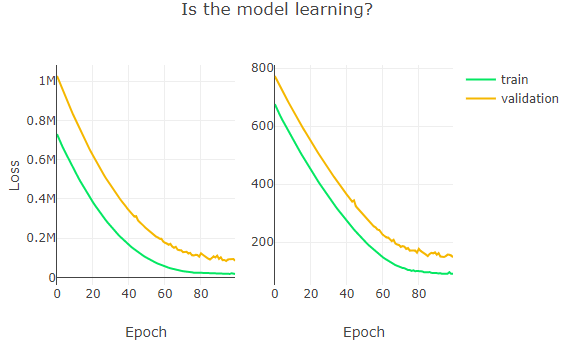 Is the model learning?
1M
0.8M
0.6M
0.4M
0.2M
0
Loss
0 20 40 60 80
Epoch
800
600
400
200
0 20 40 60 80
Epoch
train
validation